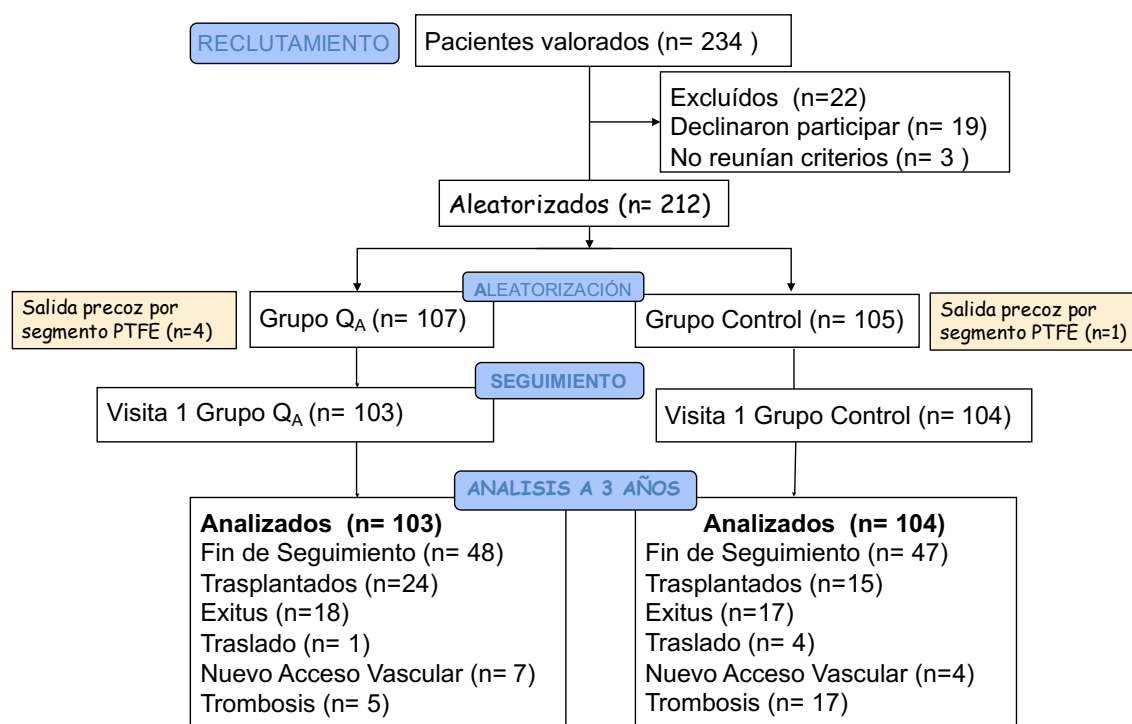 RECLUTAMIENTO
Pacientes valorados (n= 234 )
Excluídos (n=22)
Declinaron participar (n= 19)
No reunían criterios (n= 3 )
Aleatorizados (n= 212)
ALEATORIZACIÓN
Salida precoz por
segmento PTFE (n=4)
Grupo QA (n= 107)
Grupo Control (n= 105)
Salida precoz por
segmento PTFE (n=1)
SEGUIMIENTO
Visita 1 Grupo QA (n= 103)
Visita 1 Grupo Control (n= 104)
ANALISIS A 3 AÑOS
Analizados (n= 103)
Fin de Seguimiento (n= 48)
Trasplantados (n=24)
Exitus (n=18)
Traslado (n= 1)
Nuevo Acceso Vascular (n= 7)
Trombosis (n= 5)
Analizados (n= 104)
Fin de Seguimiento (n= 47)
Trasplantados (n=15)
Exitus (n=17)
Traslado (n= 4)
Nuevo Acceso Vascular (n=4)
Trombosis (n= 17)